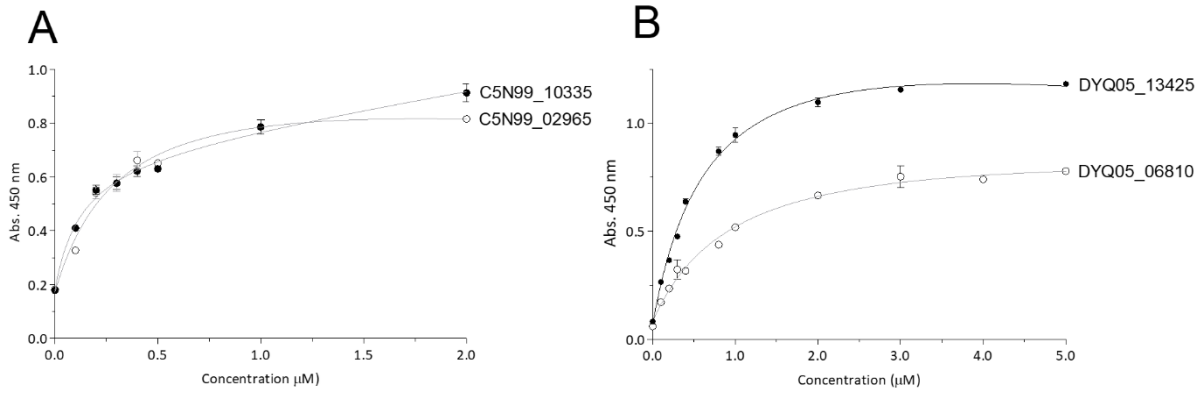 A
1.0
0.8
0.6
0.4
0.2
0.0
Abs. 450 nm
0.0
0.5
1.0
1.5
2.0
Concentration μM)
C5N99_10335
C5N99_02965
B
1.0
0.5
0.0
Abs. 450 nm
0.0
1.0
2.0
3.0
4.0
5.0
Concentration (μM)
DYQ05_13425
DYQ05_06810